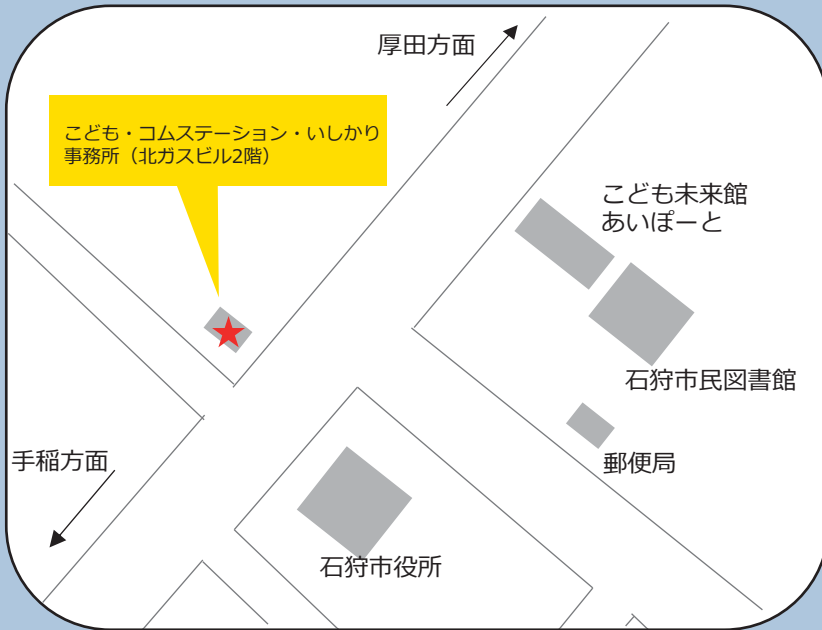 厚田方面
こども・コムステーション・いしかり
事務所（北ガスビル2階）
こども未来館
あいぽーと
石狩市民図書館
手稲方面
郵便局
石狩市役所